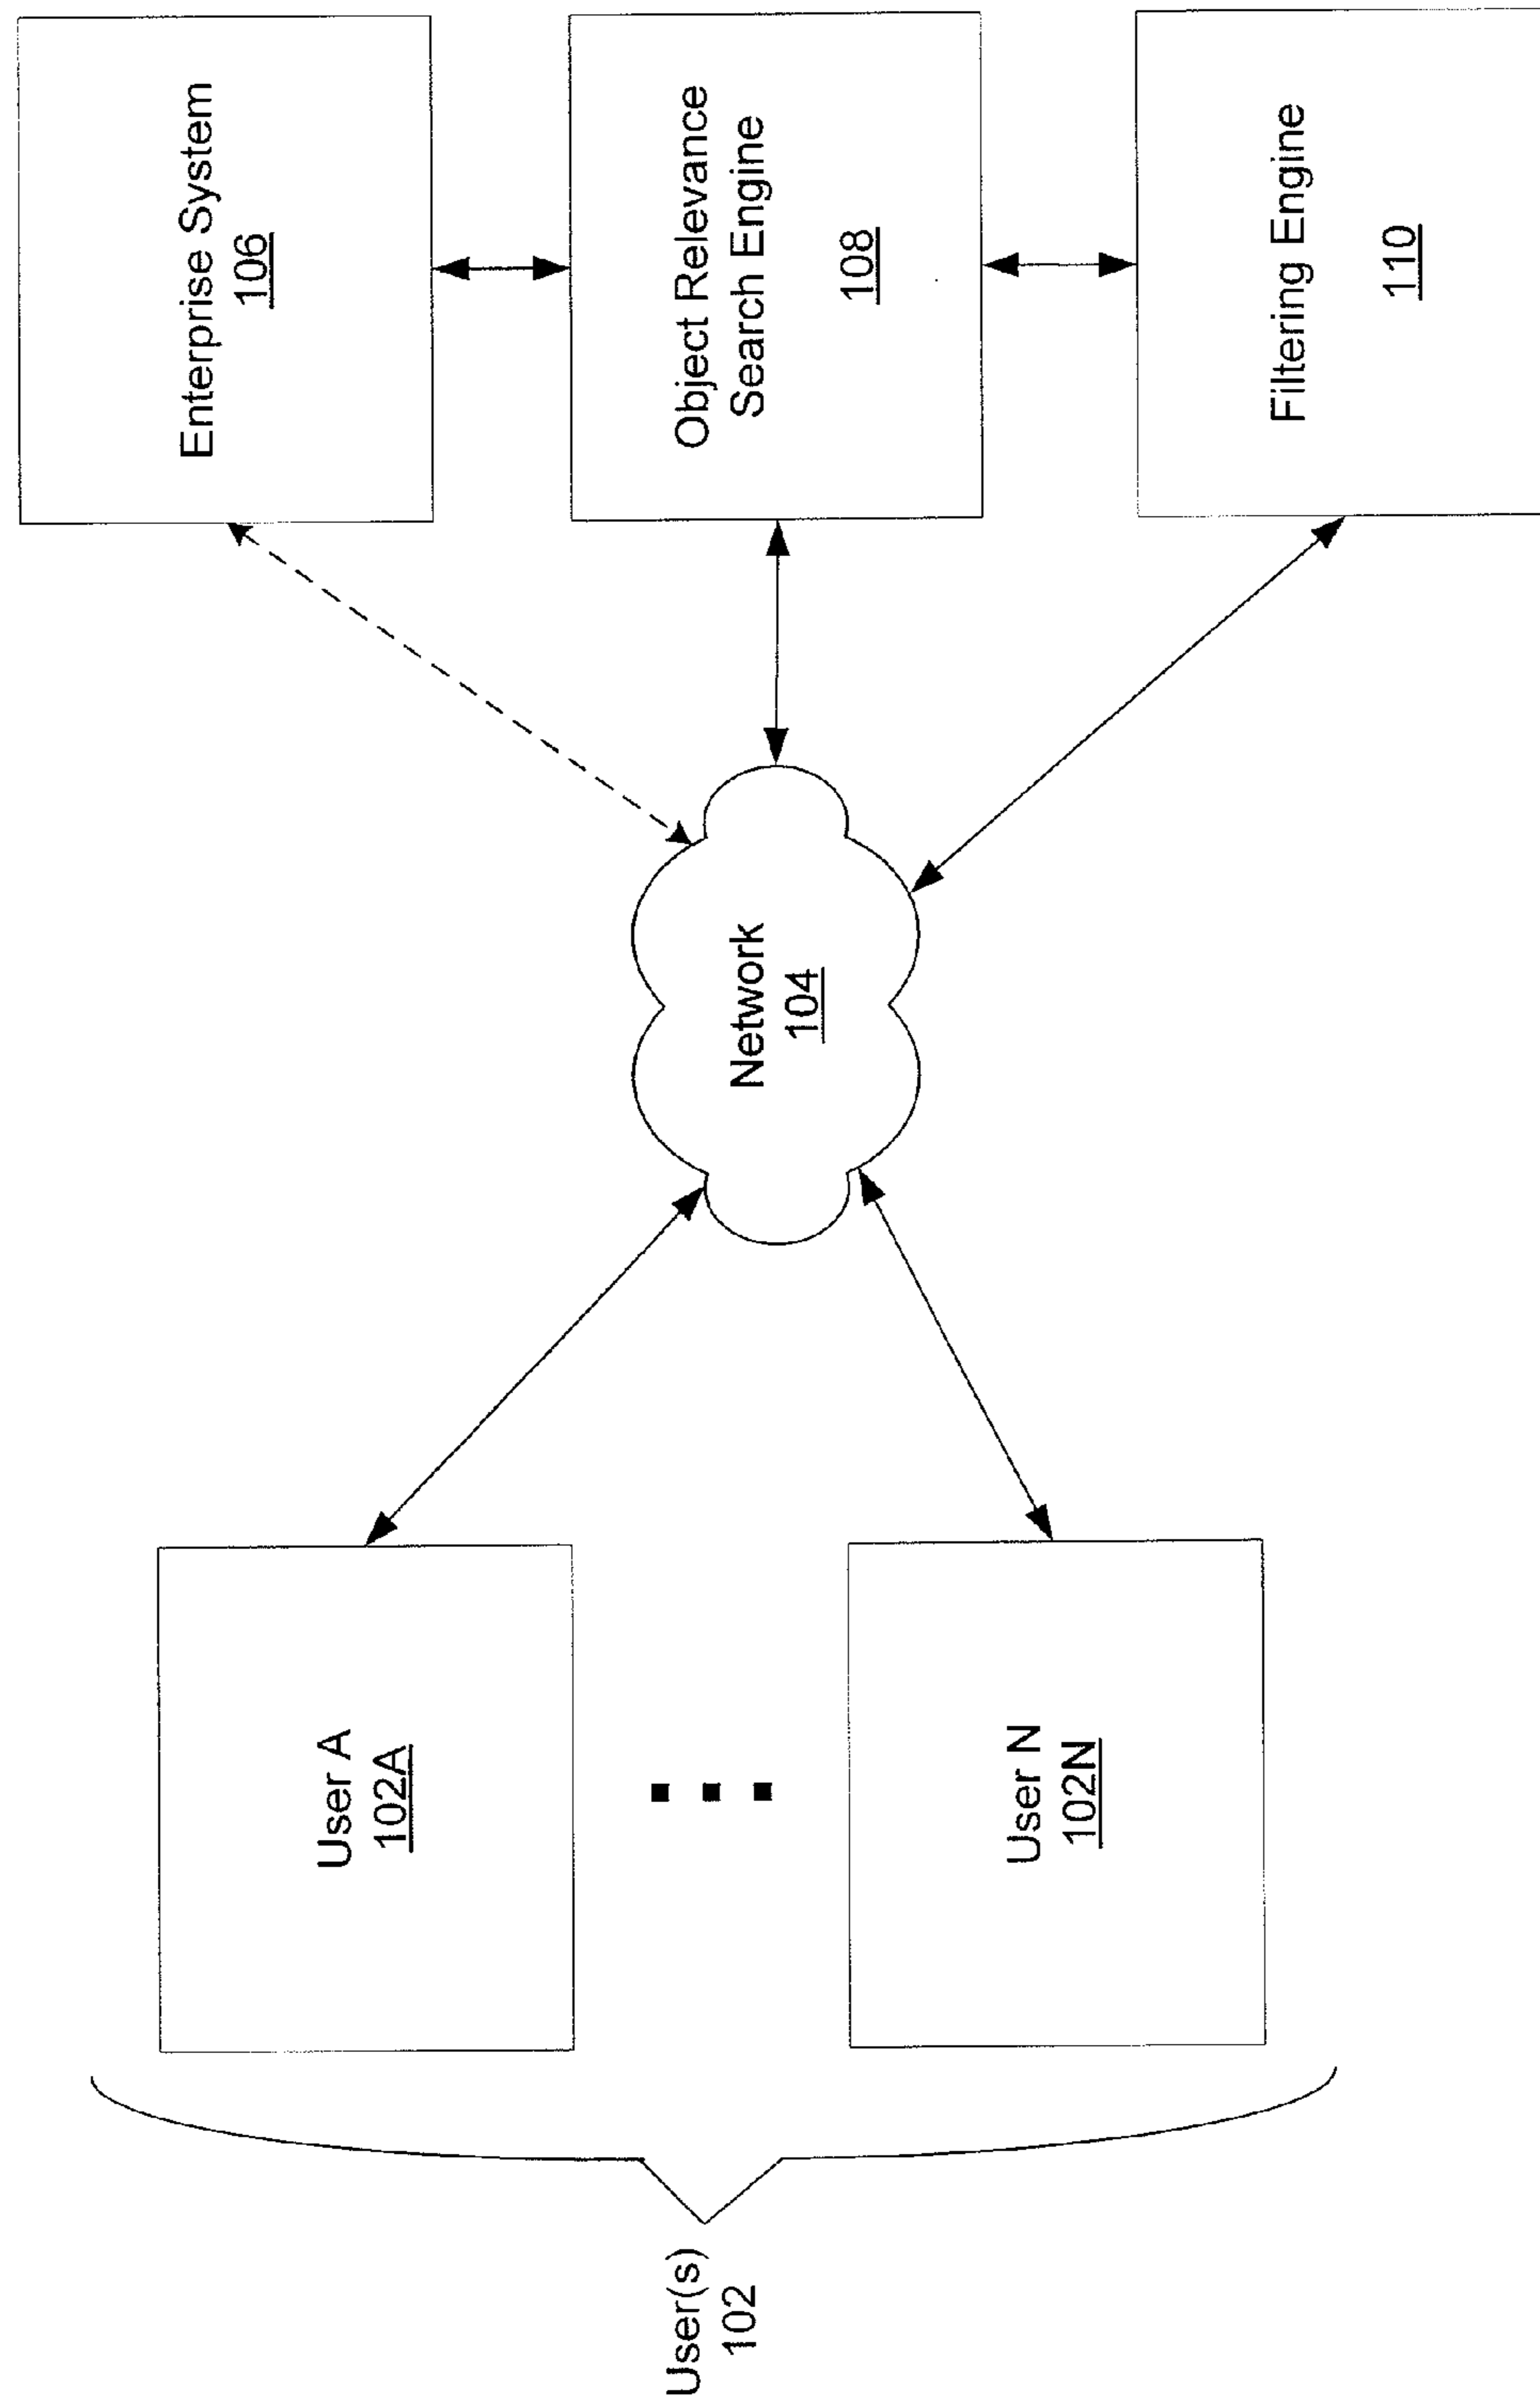 User(s)
102
User A
102A
User N
102N
Network
104
Enterprise System
106
Object Relevance
Search Engine
108
Filtering Engine
110